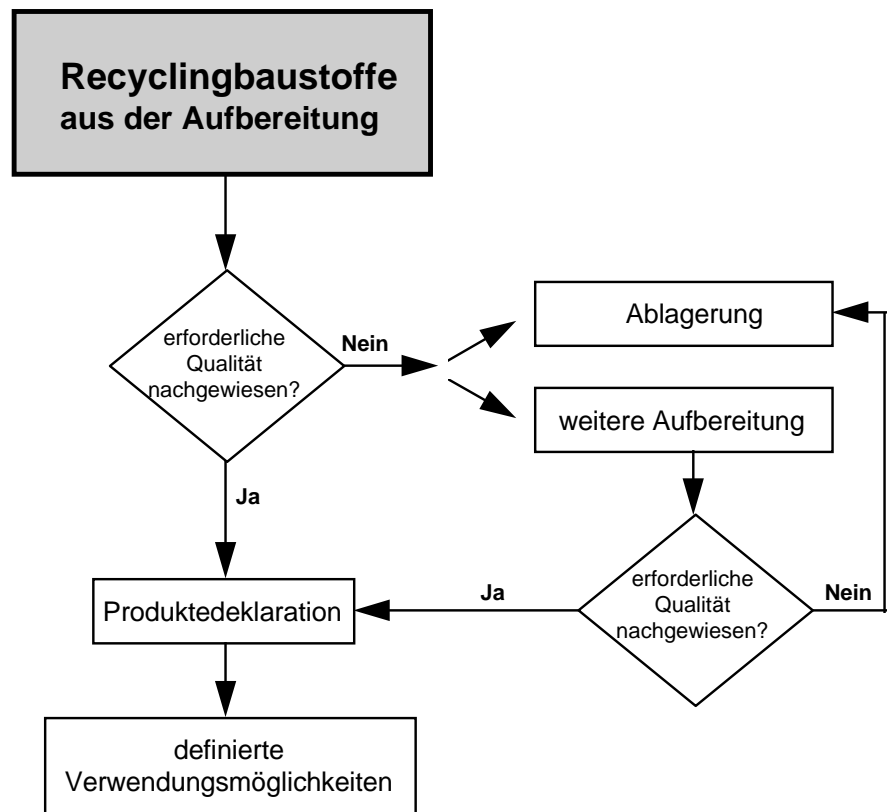 Recyclingbaustoffe
aus der Aufbereitung
erforderliche
Qualität
nachgewiesen?
Nein
Ablagerung
weitere Aufbereitung
Ja
Produktedeklaration
Ja
erforderliche
Qualität
nachgewiesen?
Nein
definierte
Verwendungsmöglichkeiten